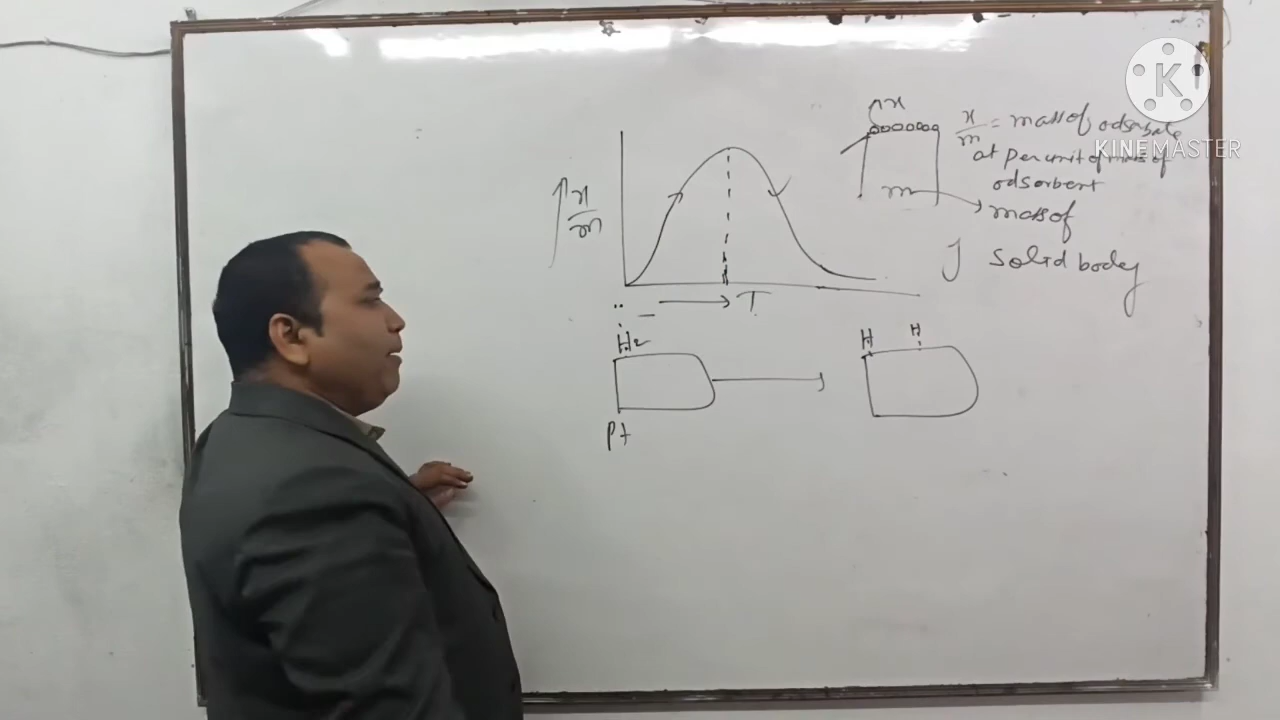 x
x/m = mass of adsorbate
at per unit of mass of
adsorbent
m → mass of
solid body
x/m
T
H2
Pt
H H
K
KINEMASTER